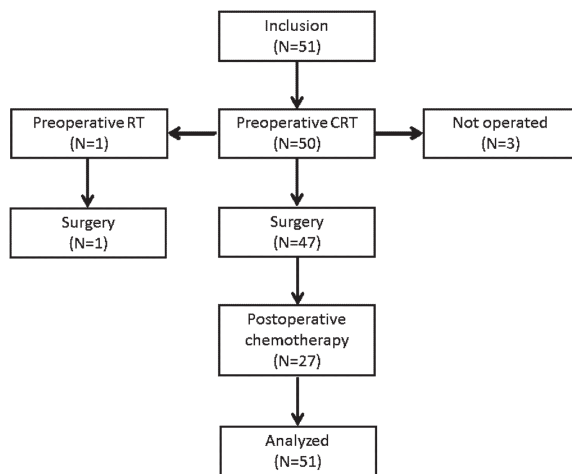 Inclusion
(N=51)
Preoperative RT
(N=1)
Preoperative CRT
(N=50)
Not operated
(N=3)
Surgery
(N=1)
Surgery
(N=47)
Postoperative
chemotherapy
(N=27)
Analyzed
(N=51)